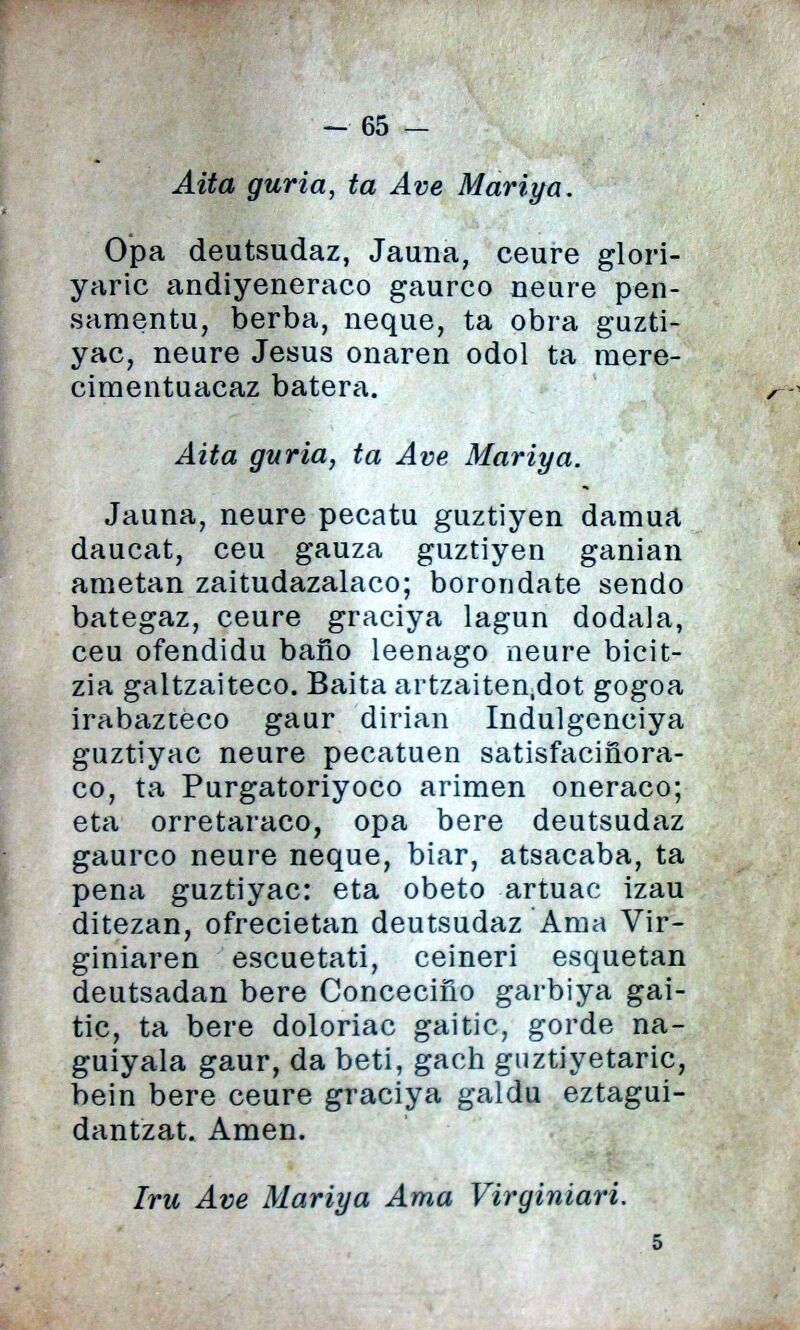 — 65 —
Aita guria, ta Ave Mariya.
Opa deutsudaz, Jauna, ceure glori-
yaric andiyeneraco gaurco neure pen-
samentu, berba, neque, ta obra guzti-
yac, neure Jesus onaren odol ta mere-
cimentuacaz batera.
Aita guria, ta Ave Mariya.
Jauna, neure pecatu guztiyen damua
daucat, ceu gauza guztiyen ganian
ametan zaitudazalaco; borondate sendo
bategaz, ceure graciya lagun dodala,
ceu ofendidu baño leenago neure bicit-
zia galtzaiteco. Baita artzaiten dot gogoa
irabazteco gaur dirian Indulgenciya
guztiyac neure pecatuen satisfaciñora-
co, ta Purgatoriyoco arimen oneraco;
eta orretaraco, opa bere deutsudaz
gaurco neure neque, biar, atsacaba, ta
pena guztiyac: eta obeto artuac izau
ditezan, ofrecietan deutsudaz Ama Vir-
giniaren escuetati, ceineri esquetan
deutsadan bere Conceciño garbiya gai-
tic, ta bere doloriac gaitic, gorde na-
guiyala gaur, da beti, gach guztiyetaric,
bein bere ceure graciya galdu eztagui-
dantzat. Amen.
Iru Ave Mariya Ama Virginiari.
5